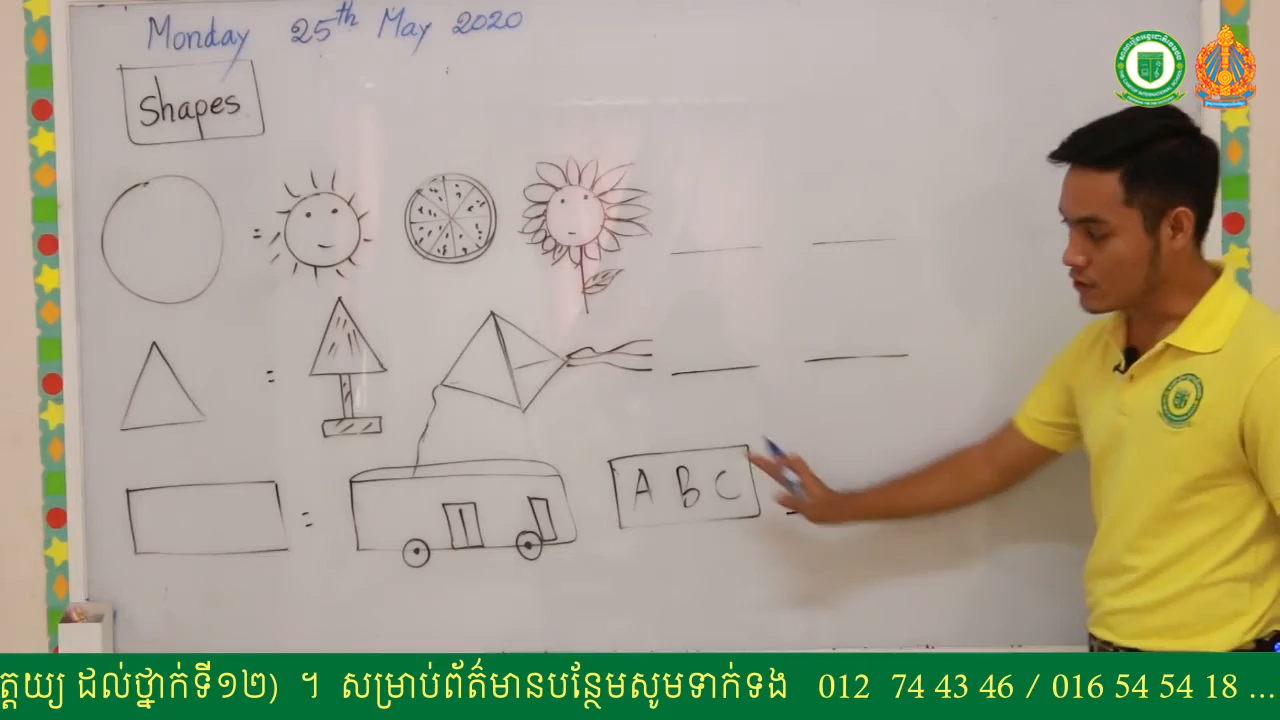 Monday 25th May 2020
Shapes
=
=
=
A B C
ត្តយ្យ ដល់ថ្នាក់ទី១២) ។ សម្រាប់ព័ត៌មានបន្ថែមសូមទាក់ទង 012 74 43 46 / 016 54 54 18 ...